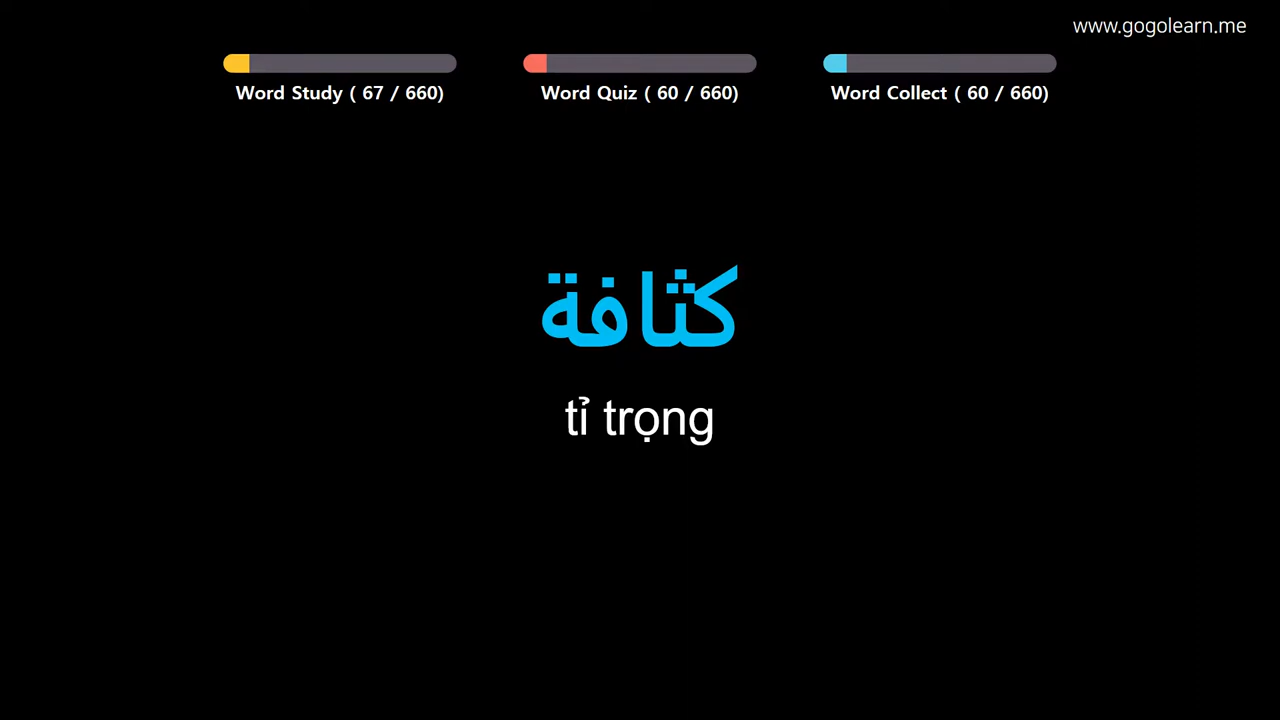 www.gogolearn.me
Word Study ( 67 / 660)
Word Quiz ( 60 / 660)
Word Collect ( 60 / 660)
كثافة
tỉ trọng